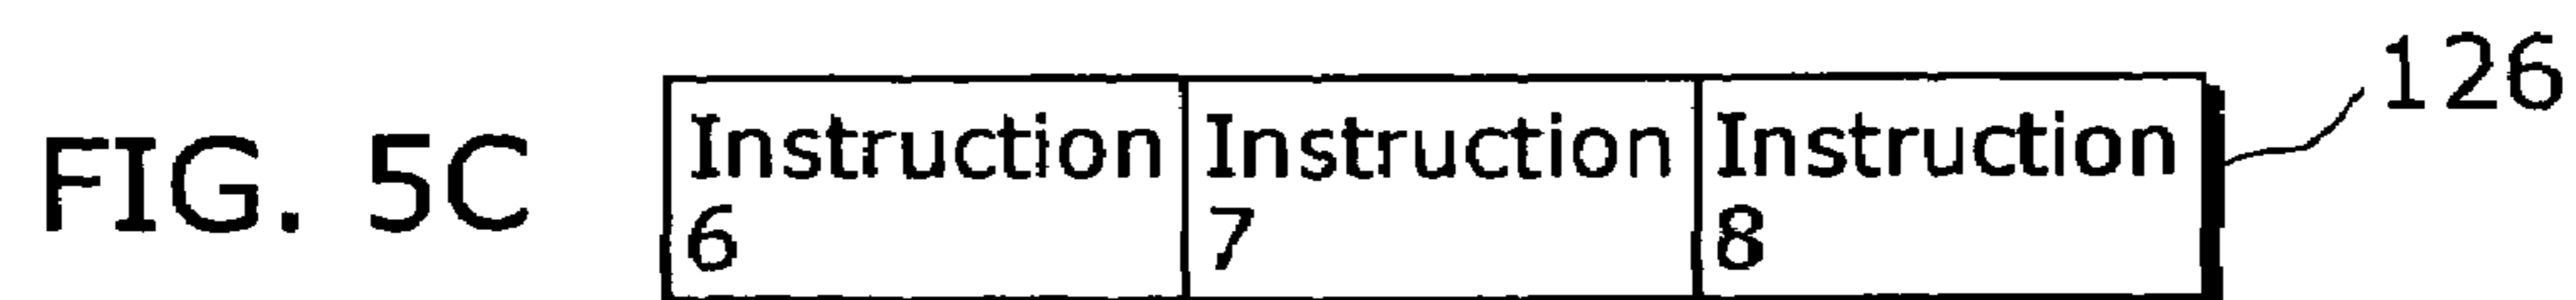 126
FIG. 5C
Instruction Instruction Instruction
6 7 8